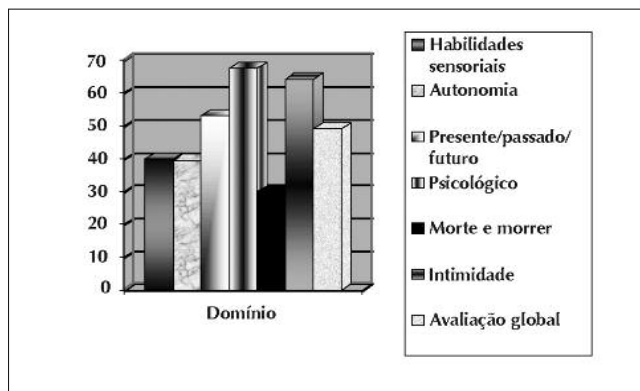 70
60
50
40
30
20
10
0
Domínio
Habilidades
sensoriais
Autonomia
Presente/passado/
futuro
Psicológico
Morte e morrer
Intimidade
Avaliação global